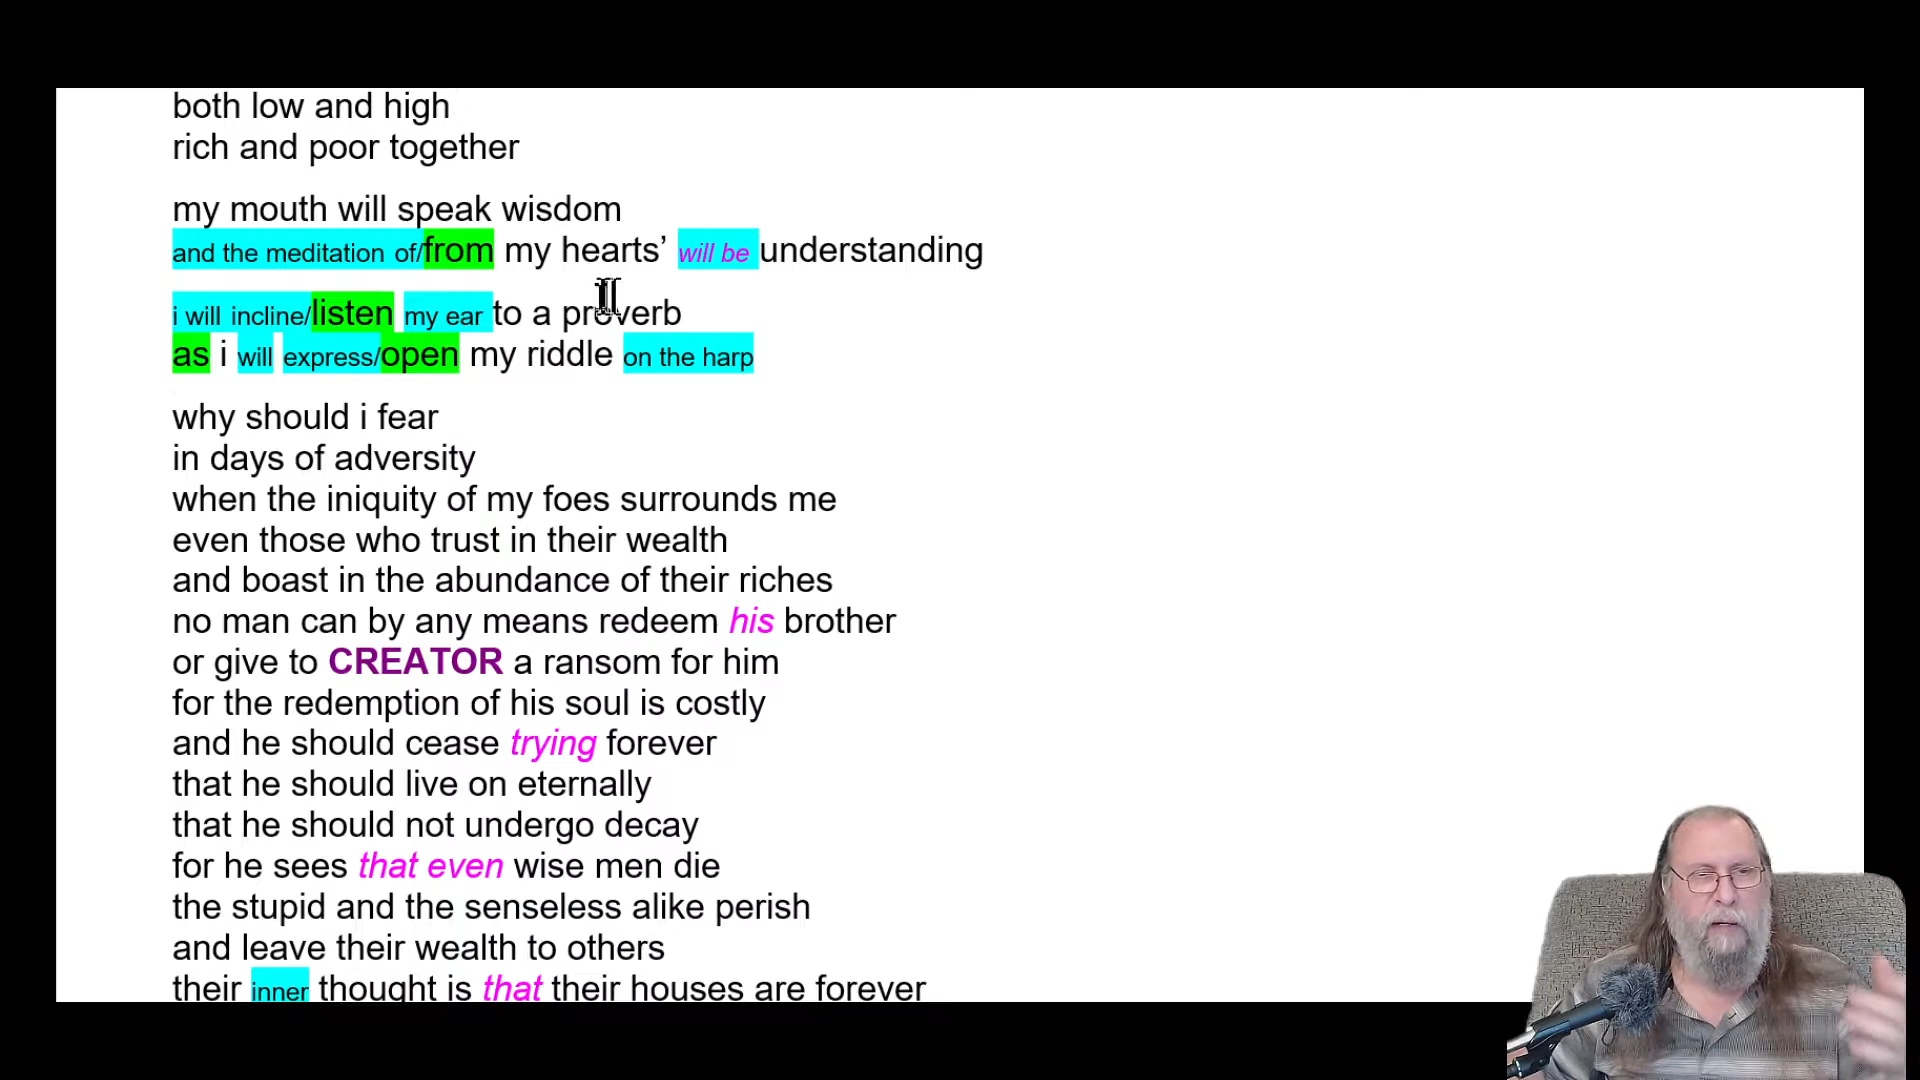 both low and high
rich and poor together
my mouth will speak wisdom
and the meditation of/from my hearts’ will be understanding
i will incline/listen my ear to a proverb
as i will express/open my riddle on the harp
why should i fear
in days of adversity
when the iniquity of my foes surrounds me
even those who trust in their wealth
and boast in the abundance of their riches
no man can by any means redeem his brother
or give to CREATOR a ransom for him
for the redemption of his soul is costly
and he should cease trying forever
that he should live on eternally
that he should not undergo decay
for he sees that even wise men die
the stupid and the senseless alike perish
and leave their wealth to others
their inner thought is that their houses are forever